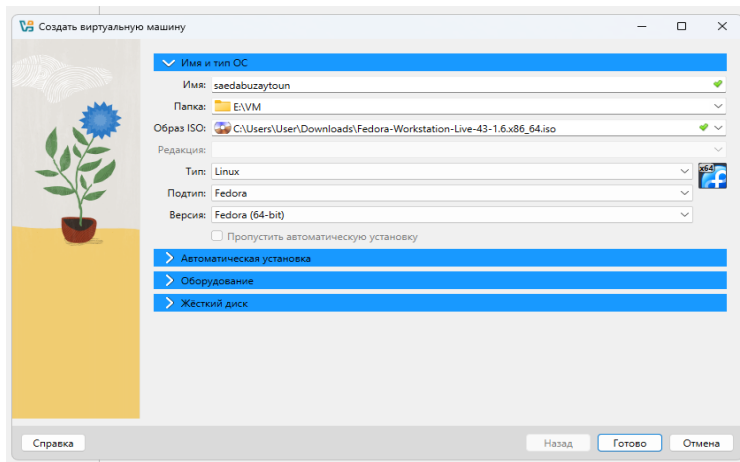 Создать виртуальную машину
Имя и тип ОС
Имя: saedabuzaytoun
Папка: E:\VM
Образ ISO: C:\Users\User\Downloads\Fedora-Workstation-Live-43-1.6.x86_64.iso
Редакция:
Тип: Linux
x64
Подтип: Fedora
Версия: Fedora (64-bit)
Пропустить автоматическую установку
Автоматическая установка
Оборудование
Жёсткий диск
Справка Назад Готово Отмена